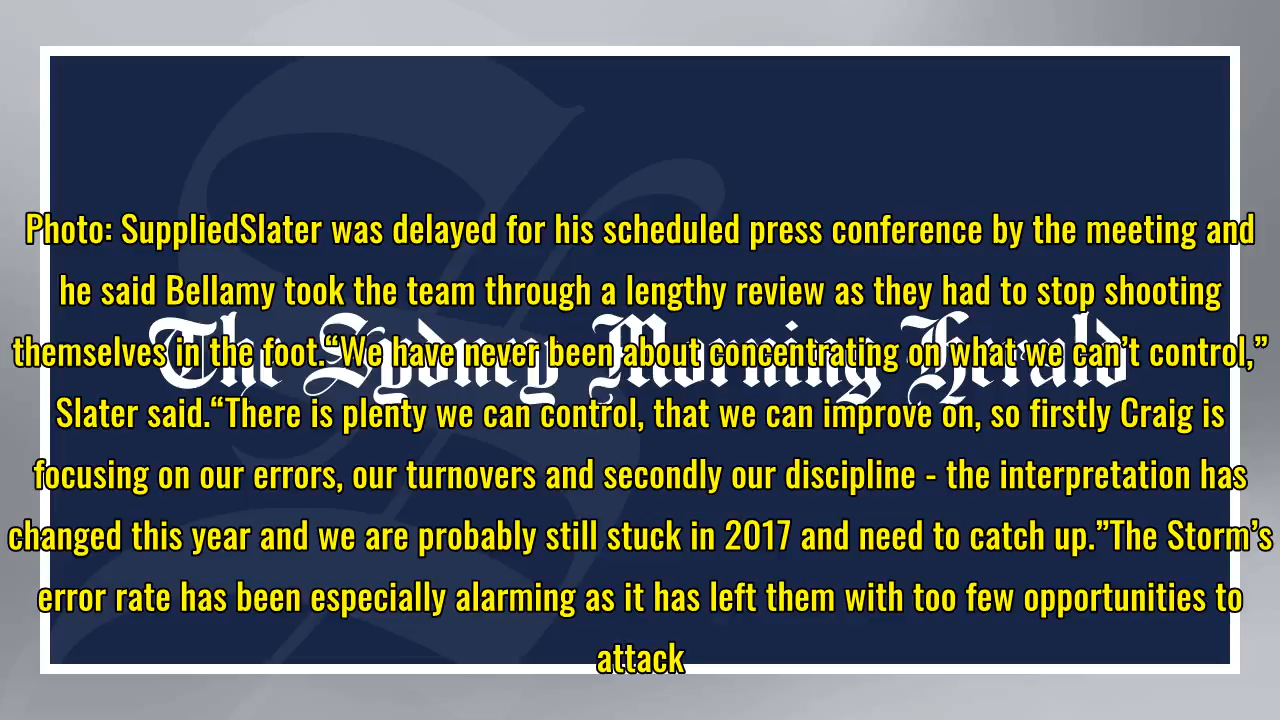 Photo: SuppliedSlater was delayed for his scheduled press conference by the meeting and
he said Bellamy took the team through a lengthy review as they had to stop shooting
themselves in the foot.“We have never been about concentrating on what we can’t control,”
The Sydney Morning Herald
Slater said.“There is plenty we can control, that we can improve on, so firstly Craig is
focusing on our errors, our turnovers and secondly our discipline - the interpretation has
changed this year and we are probably still stuck in 2017 and need to catch up.”The Storm’s
error rate has been especially alarming as it has left them with too few opportunities to
attack